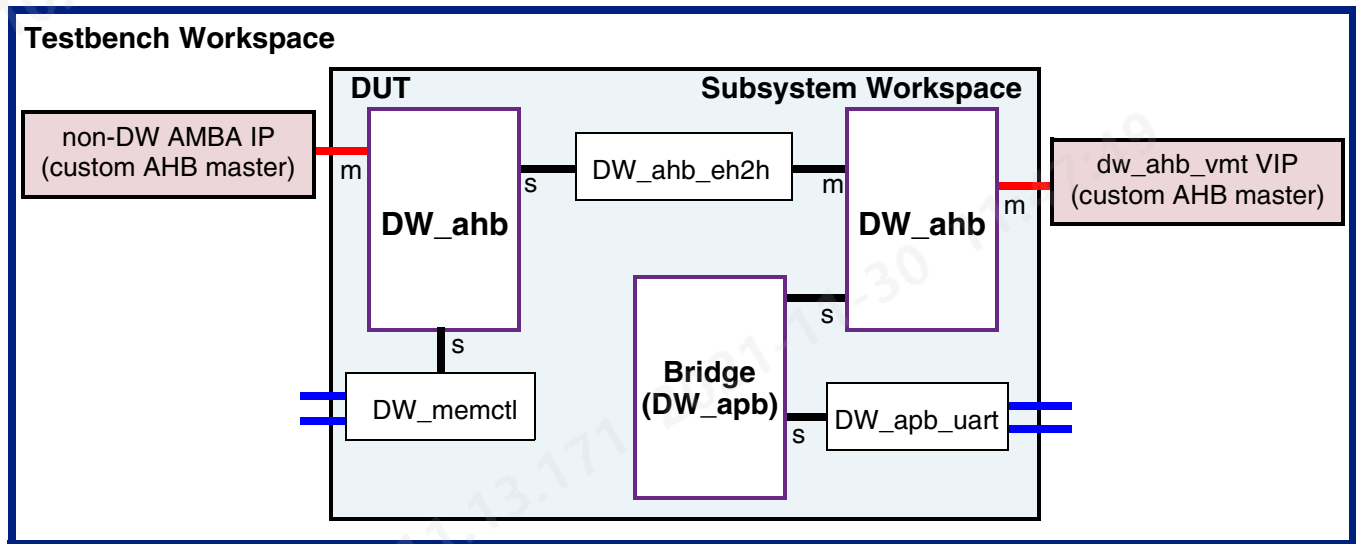 Testbench Workspace
DUT
Subsystem Workspace
non-DW AMBA IP
(custom AHB master)
m
DW_ahb
s
DW_ahb_eh2h
m
DW_ahb
m
dw_ahb_vmt VIP
(custom AHB master)
s
DW_memctl
s
Bridge
(DW_apb)
s
DW_apb_uart